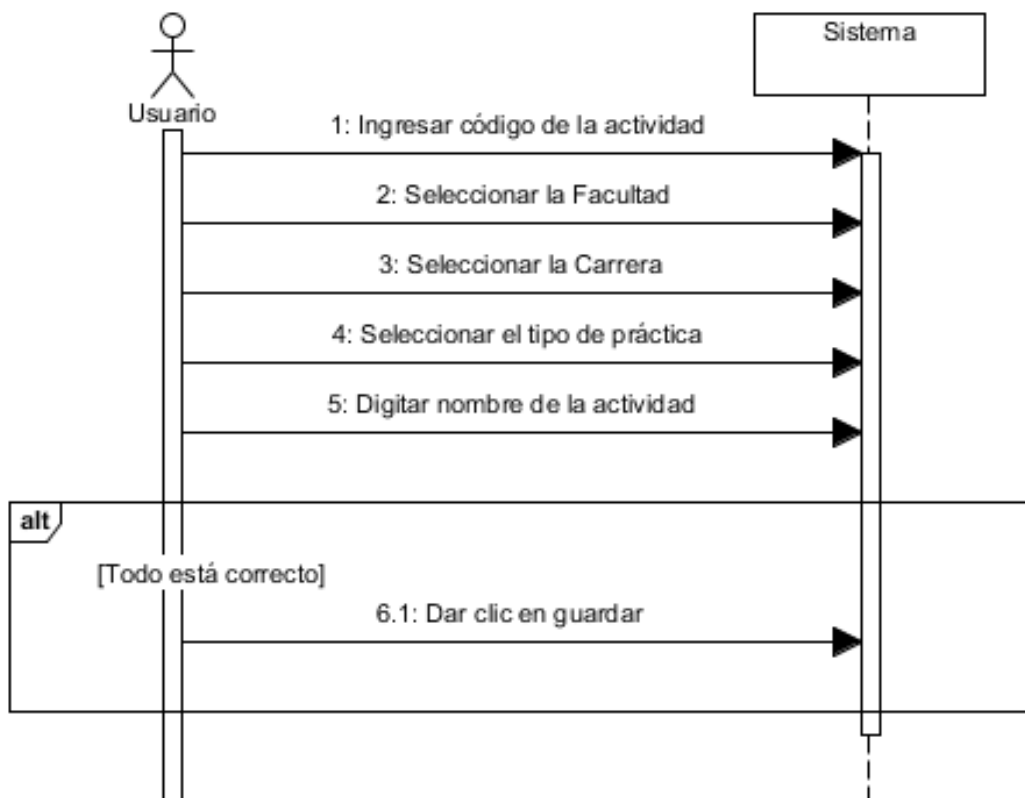 Usuario
Sistema
1: Ingresar código de la actividad
2: Seleccionar la Facultad
3: Seleccionar la Carrera
4: Seleccionar el tipo de práctica
5: Digitar nombre de la actividad
alt
[Todo está correcto]
6.1: Dar clic en guardar